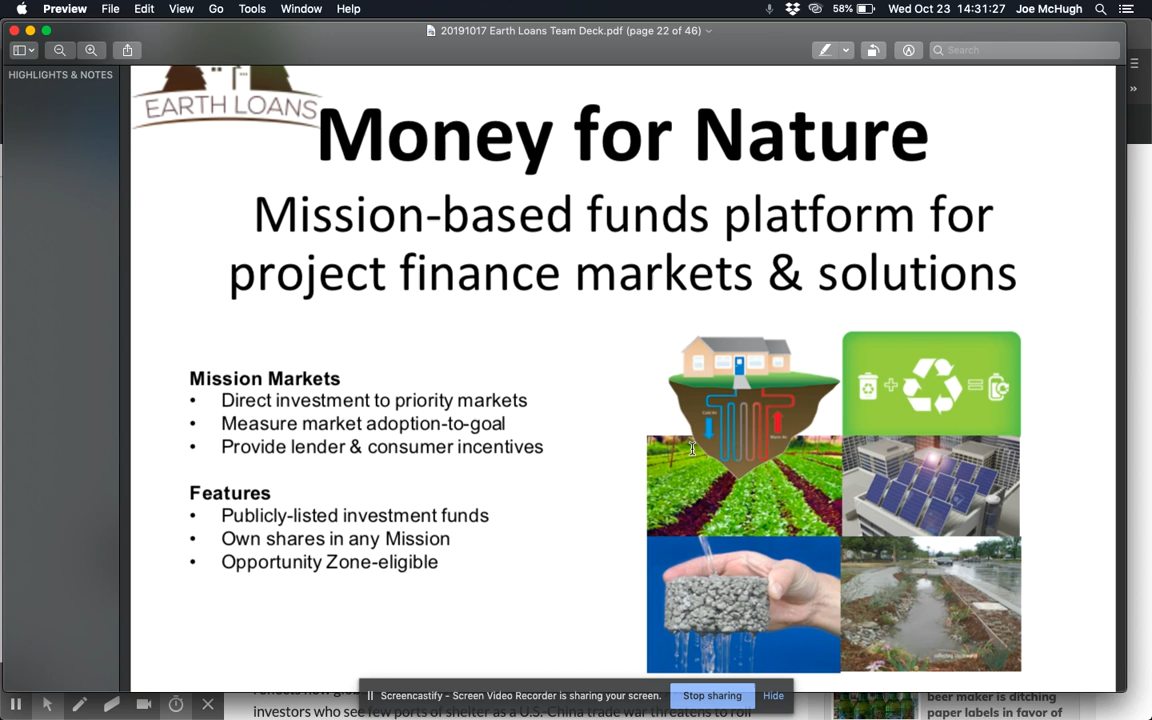 Preview File Edit View Go Tools Window Help 58% Wed Oct 23 14:31:27 Joe McHugh
20191017 Earth Loans Team Deck.pdf (page 22 of 46)
Search
HIGHLIGHTS & NOTES
EARTH LOANS
Money for Nature
Mission-based funds platform for
project finance markets & solutions
Mission Markets
• Direct investment to priority markets
• Measure market adoption-to-goal
• Provide lender & consumer incentives
Features
• Publicly-listed investment funds
• Own shares in any Mission
• Opportunity Zone-eligible
Screencastify - Screen Video Recorder is sharing your screen. Stop sharing Hide
investors who see few ports of shelter as a U.S. China trade war threatens to roll
beer maker is ditching
paper labels in favor of